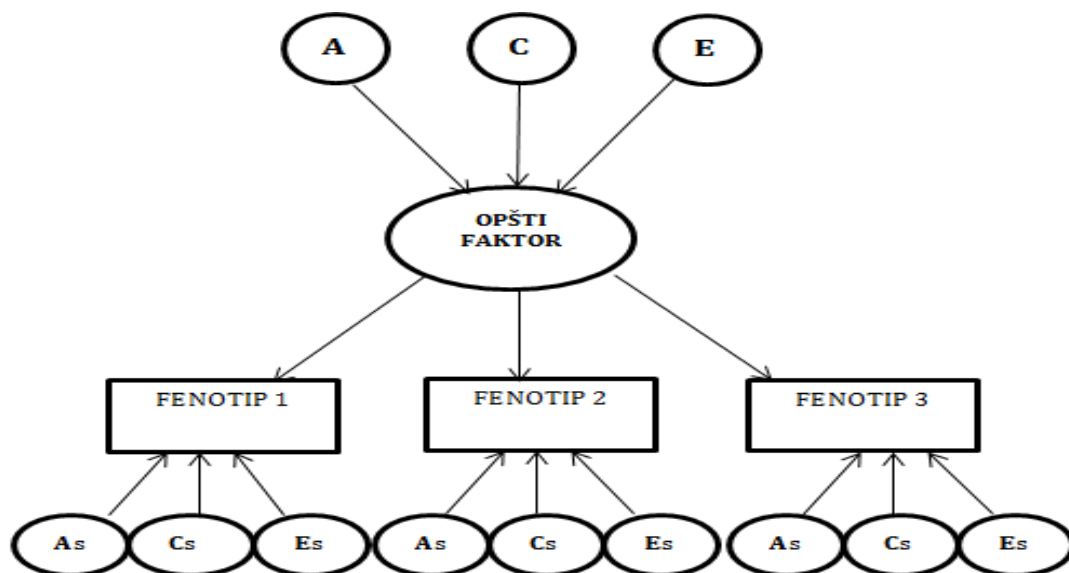 A C E
OPŠTI
FAKTOR
FENOTIP 1 FENOTIP 2 FENOTIP 3
As Cs Es As Cs Es As Cs Es